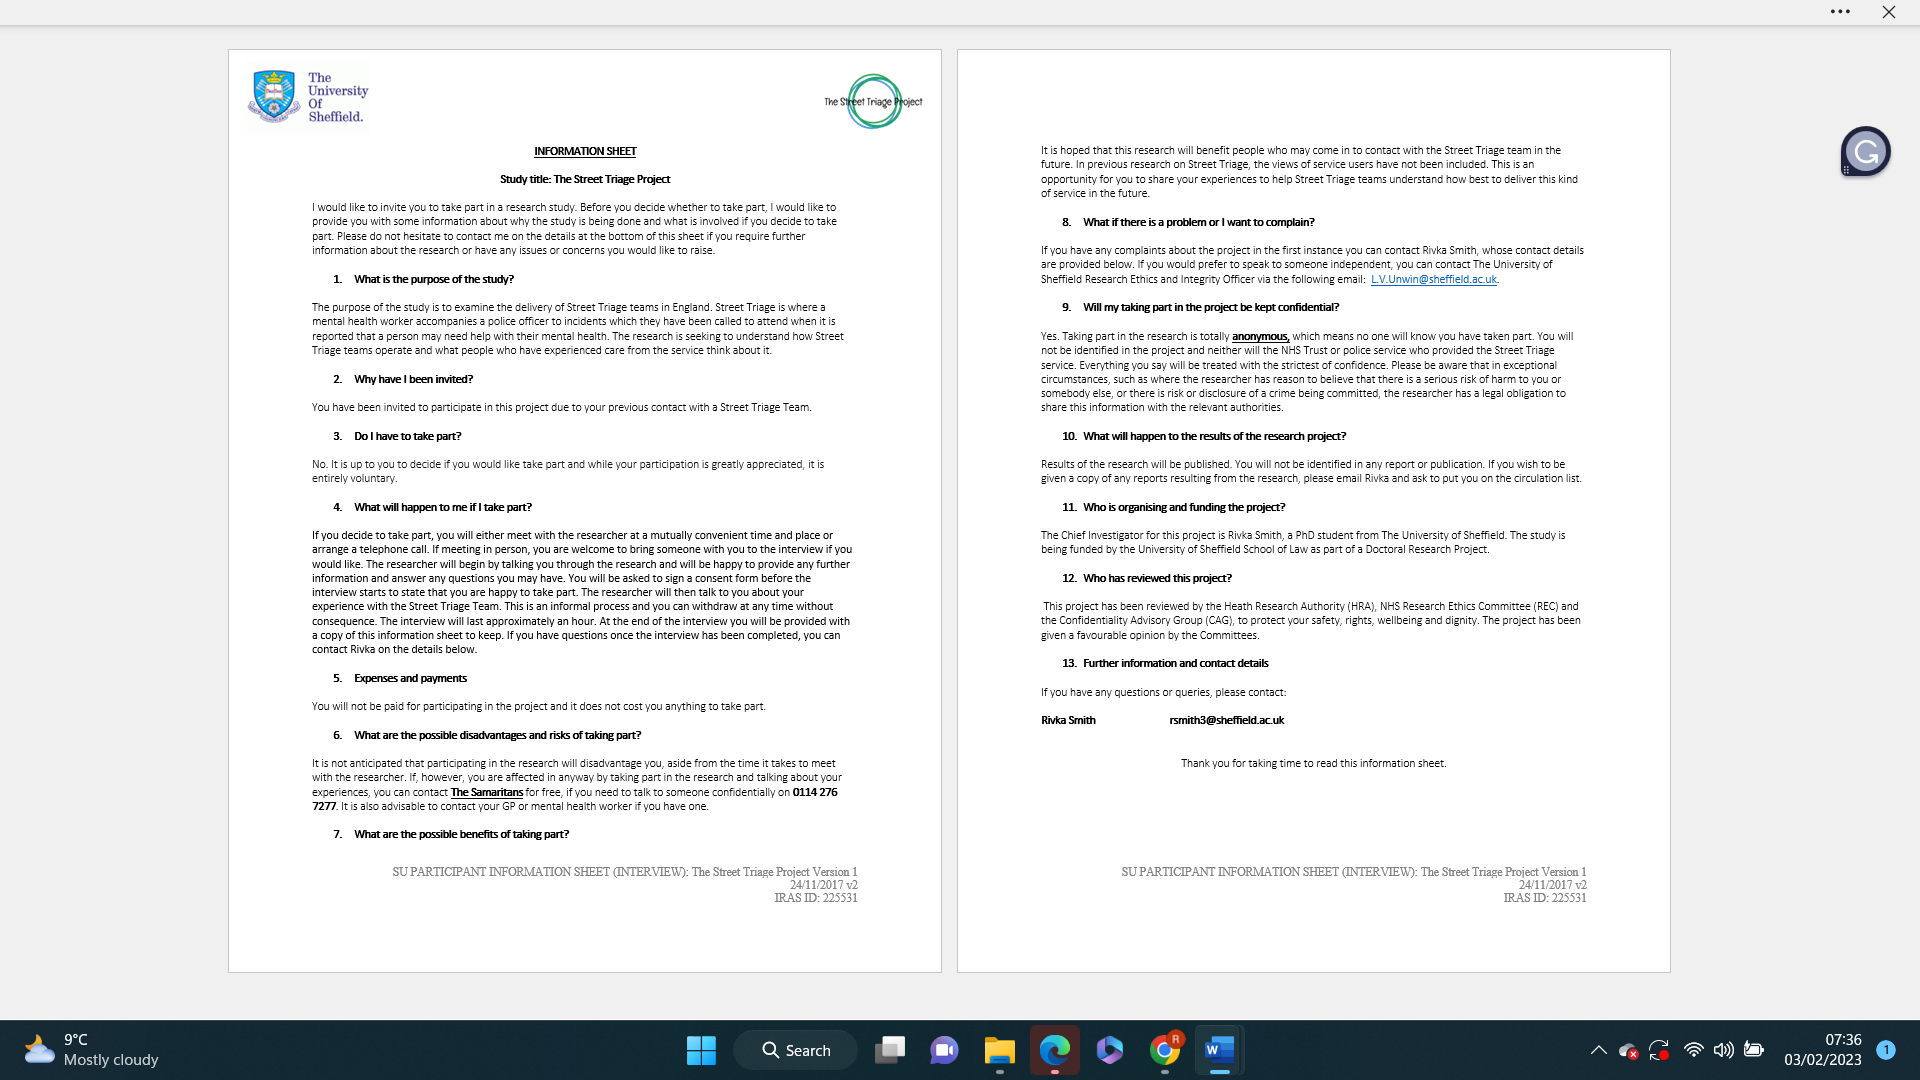 The
University
Of
Sheffield.
The Street Triage Project
INFORMATION SHEET
Study title: The Street Triage Project
I would like to invite you to take part in a research study. Before you decide whether to take part, I would like to
provide you with some information about why the study is being done and what is involved if you decide to take
part. Please do not hesitate to contact me on the details at the bottom of this sheet if you require further
information about the research or have any issues or concerns you would like to raise.
1. What is the purpose of the study?
The purpose of the study is to examine the delivery of Street Triage teams in England. Street Triage is where a
mental health worker accompanies a police officer to incidents which they have been called to attend when it is
reported that a person may need help with their mental health. The research is seeking to understand how Street
Triage teams operate and what people who have experienced care from the service think about it.
2. Why have I been invited?
You have been invited to participate in this project due to your previous contact with a Street Triage Team.
3. Do I have to take part?
No. It is up to you to decide if you would like take part and while your participation is greatly appreciated, it is
entirely voluntary.
4. What will happen to me if I take part?
If you decide to take part, you will either meet with the researcher at a mutually convenient time and place or
arrange a telephone call. If meeting in person, you are welcome to bring someone with you to the interview if you
would like. The researcher will begin by talking you through the research and will be happy to provide any further
information and answer any questions you may have. You will be asked to sign a consent form before the
interview starts to state that you are happy to take part. The researcher will then talk to you about your
experience with the Street Triage Team. This is an informal process and you can withdraw at any time without
consequence. The interview will last approximately an hour. At the end of the interview you will be provided with
a copy of this information sheet to keep. If you have questions once the interview has been completed, you can
contact Rivka on the details below.
5. Expenses and payments
You will not be paid for participating in the project and it does not cost you anything to take part.
6. What are the possible disadvantages and risks of taking part?
It is not anticipated that participating in the research will disadvantage you, aside from the time it takes to meet
with the researcher. If, however, you are affected in anyway by taking part in the research and talking about your
experiences, you can contact The Samaritans for free, if you need to talk to someone confidentially on 0114 276
7277. It is also advisable to contact your GP or mental health worker if you have one.
7. What are the possible benefits of taking part?
SU PARTICIPANT INFORMATION SHEET (INTERVIEW): The Street Triage Project Version 1
24/11/2017 v2
IRAS ID: 225531
It is hoped that this research will benefit people who may come in to contact with the Street Triage team in the
future. In previous research on Street Triage, the views of service users have not been included. This is an
opportunity for you to share your experiences to help Street Triage teams understand how best to deliver this kind
of service in the future.
8. What if there is a problem or I want to complain?
If you have any complaints about the project in the first instance you can contact Rivka Smith, whose contact details
are provided below. If you would prefer to speak to someone independent, you can contact The University of
Sheffield Research Ethics and Integrity Officer via the following email: L.V.Unwin@sheffield.ac.uk.
9. Will my taking part in the project be kept confidential?
Yes. Taking part in the research is totally anonymous, which means no one will know you have taken part. You will
not be identified in the project and neither will the NHS Trust or police service who provided the Street Triage
service. Everything you say will be treated with the strictest of confidence. Please be aware that in exceptional
circumstances, such as where the researcher has reason to believe that there is a serious risk of harm to you or
somebody else, or there is risk or disclosure of a crime being committed, the researcher has a legal obligation to
share this information with the relevant authorities.
10. What will happen to the results of the research project?
Results of the research will be published. You will not be identified in any report or publication. If you wish to be
given a copy of any reports resulting from the research, please email Rivka and ask to put you on the circulation list.
11. Who is organising and funding the project?
The Chief Investigator for this project is Rivka Smith, a PhD student from The University of Sheffield. The study is
being funded by the University of Sheffield School of Law as part of a Doctoral Research Project.
12. Who has reviewed this project?
This project has been reviewed by the Heath Research Authority (HRA), NHS Research Ethics Committee (REC) and
the Confidentiality Advisory Group (CAG), to protect your safety, rights, wellbeing and dignity. The project has been
given a favourable opinion by the Committees.
13. Further information and contact details
If you have any questions or queries, please contact:
Rivka Smith rsmith3@sheffield.ac.uk
Thank you for taking time to read this information sheet.
SU PARTICIPANT INFORMATION SHEET (INTERVIEW): The Street Triage Project Version 1
24/11/2017 v2
IRAS ID: 225531
9°C
Mostly cloudy
Search
R
W
07:36
03/02/2023
1